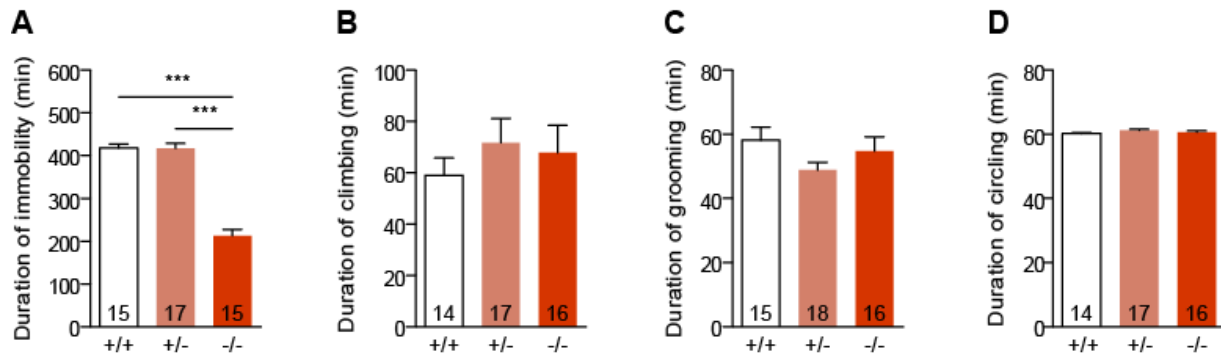 A
Duration of immobility (min)
600
500
400
300
200
100
0
***
***
15 17 15
+/+ +/- -/-
B
Duration of climbing (min)
100
80
60
40
20
0
14 17 16
+/+ +/- -/-
C
Duration of grooming (min)
80
60
40
20
0
15 18 16
+/+ +/- -/-
D
Duration of circling (min)
80
60
40
20
0
14 17 16
+/+ +/- -/-